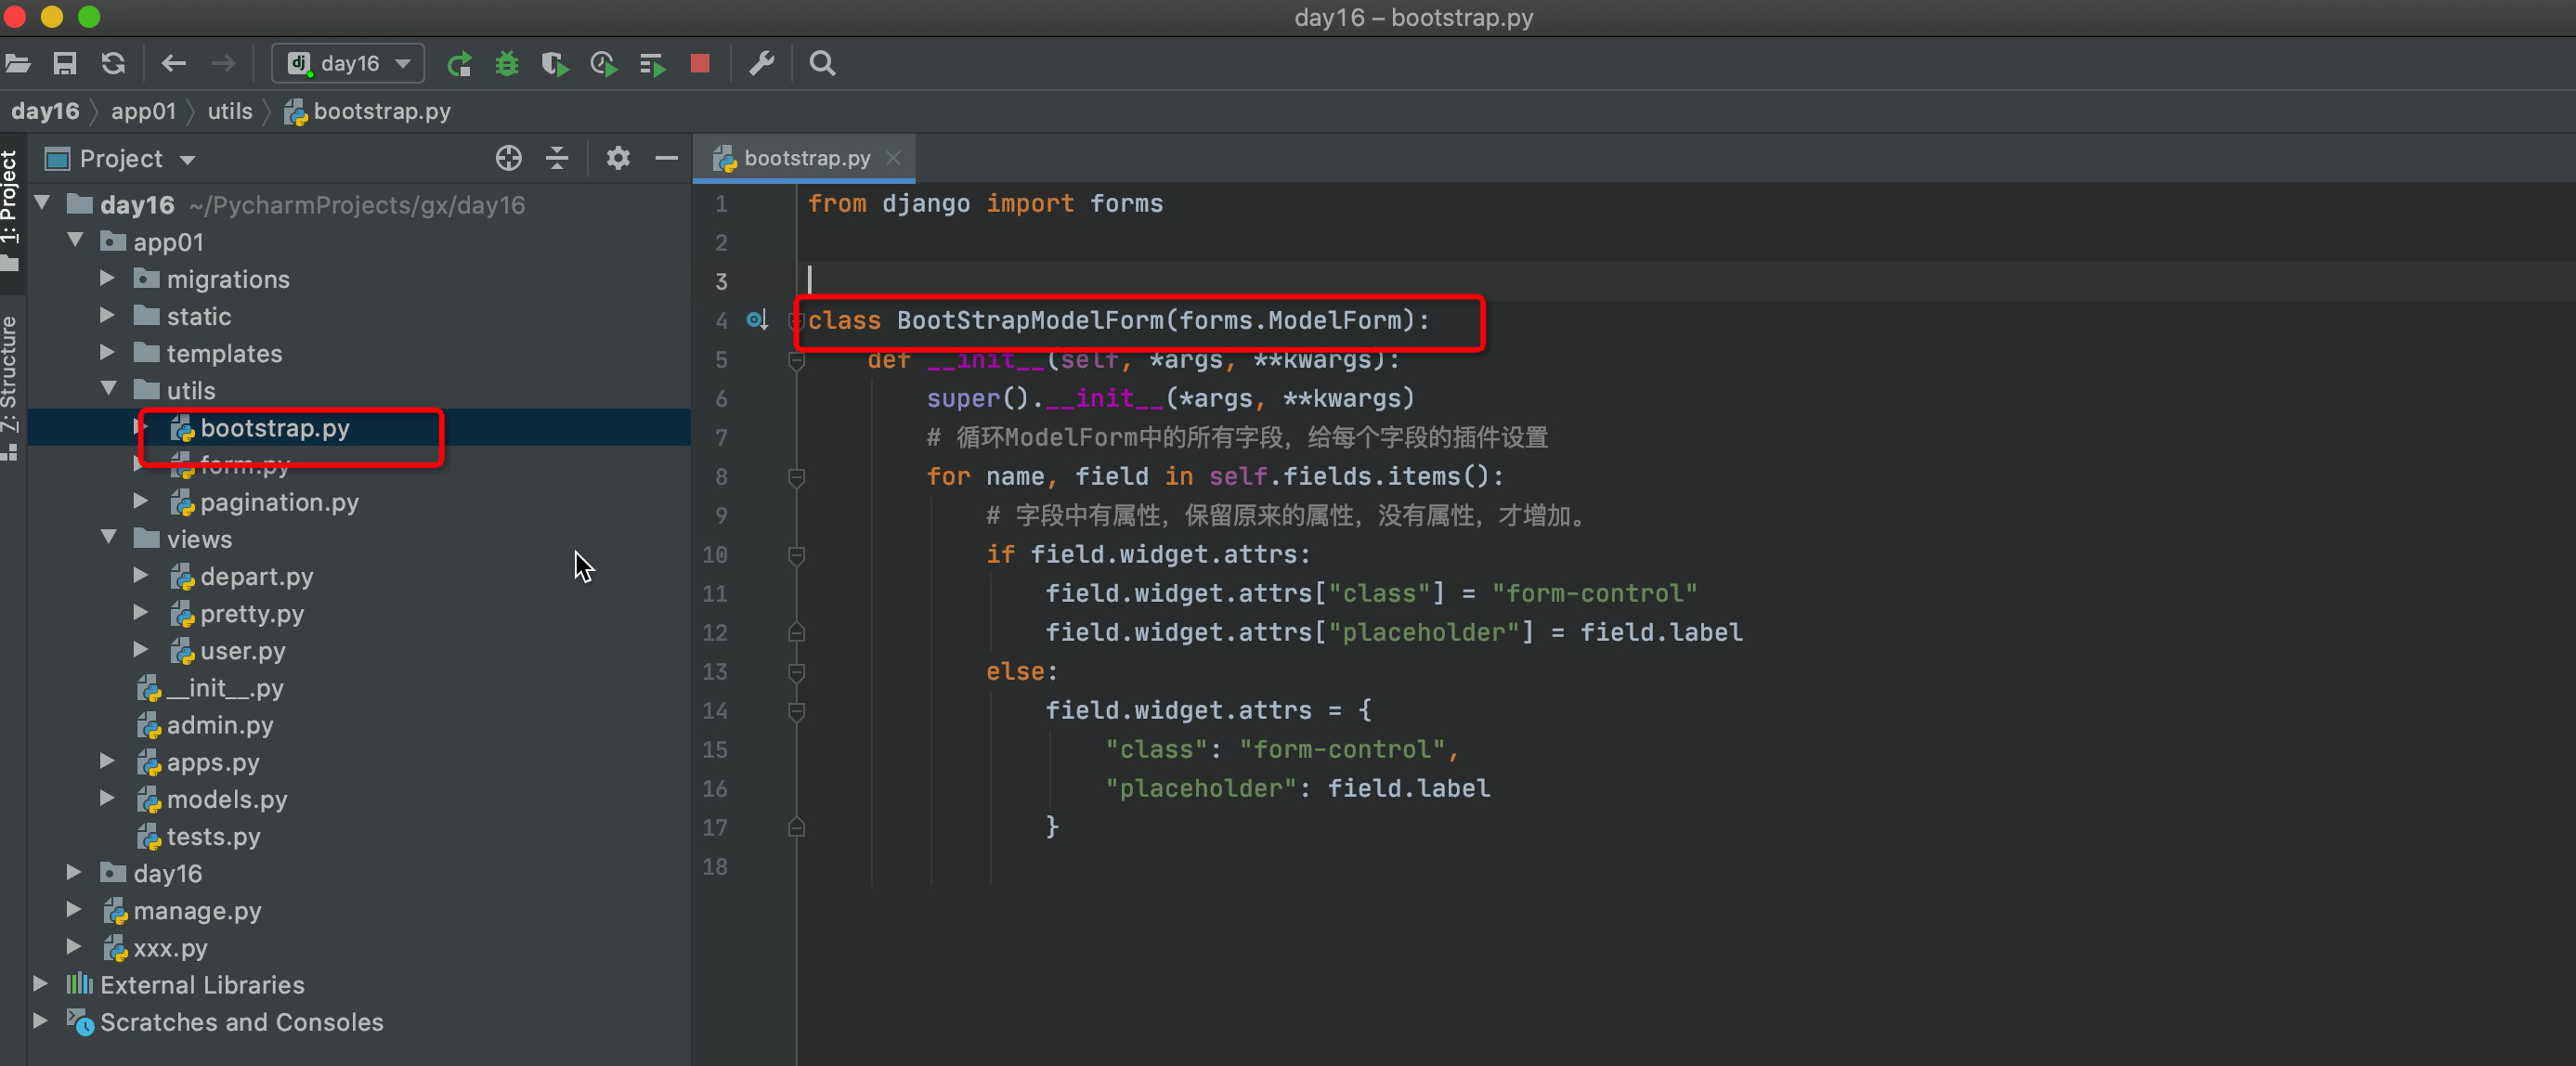 day16 – bootstrap.py
day16
day16 app01 utils bootstrap.py
1: Project
Z: Structure
Project
day16 ~/PycharmProjects/gx/day16
app01
migrations
static
templates
utils
bootstrap.py
form.py
pagination.py
views
depart.py
pretty.py
user.py
__init__.py
admin.py
apps.py
models.py
tests.py
day16
manage.py
xxx.py
External Libraries
Scratches and Consoles
bootstrap.py
1 from django import forms
2
3
4 class BootStrapModelForm(forms.ModelForm):
5 def __init__(self, *args, **kwargs):
6 super().__init__(*args, **kwargs)
7 # 循环ModelForm中的所有字段，给每个字段的插件设置
8 for name, field in self.fields.items():
9 # 字段中有属性，保留原来的属性，没有属性，才增加。
10 if field.widget.attrs:
11 field.widget.attrs["class"] = "form-control"
12 field.widget.attrs["placeholder"] = field.label
13 else:
14 field.widget.attrs = {
15 "class": "form-control",
16 "placeholder": field.label
17 }
18